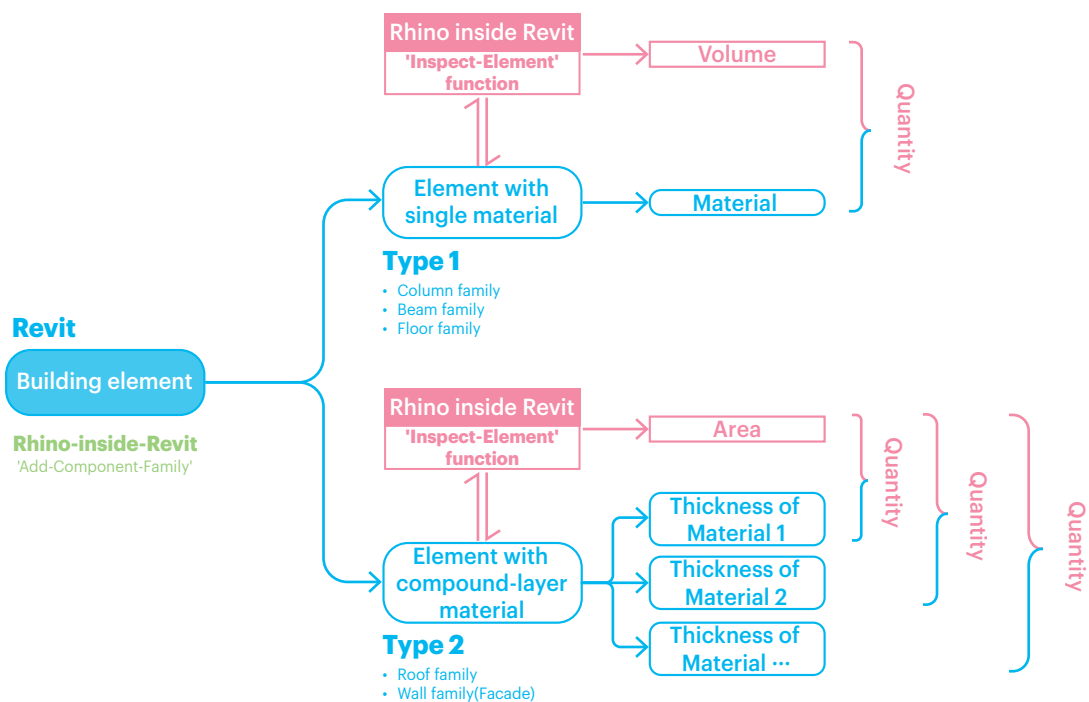 Rhino inside Revit
'Inspect-Element'
function
Volume
Quantity
Element with
single material
Material
Type 1
• Column family
• Beam family
• Floor family
Revit
Building element
Rhino-inside-Revit
'Add-Component-Family'
Rhino inside Revit
'Inspect-Element'
function
Area
Quantity
Quantity
Quantity
Thickness of
Material 1
Element with
compound-layer
material
Thickness of
Material 2
Thickness of
Material ···
Type 2
• Roof family
• Wall family(Facade)